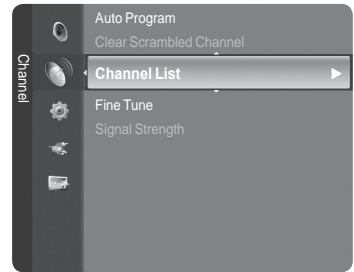 Channel
Auto Program
Clear Scrambled Channel
Channel List
Fine Tune
Signal Strength